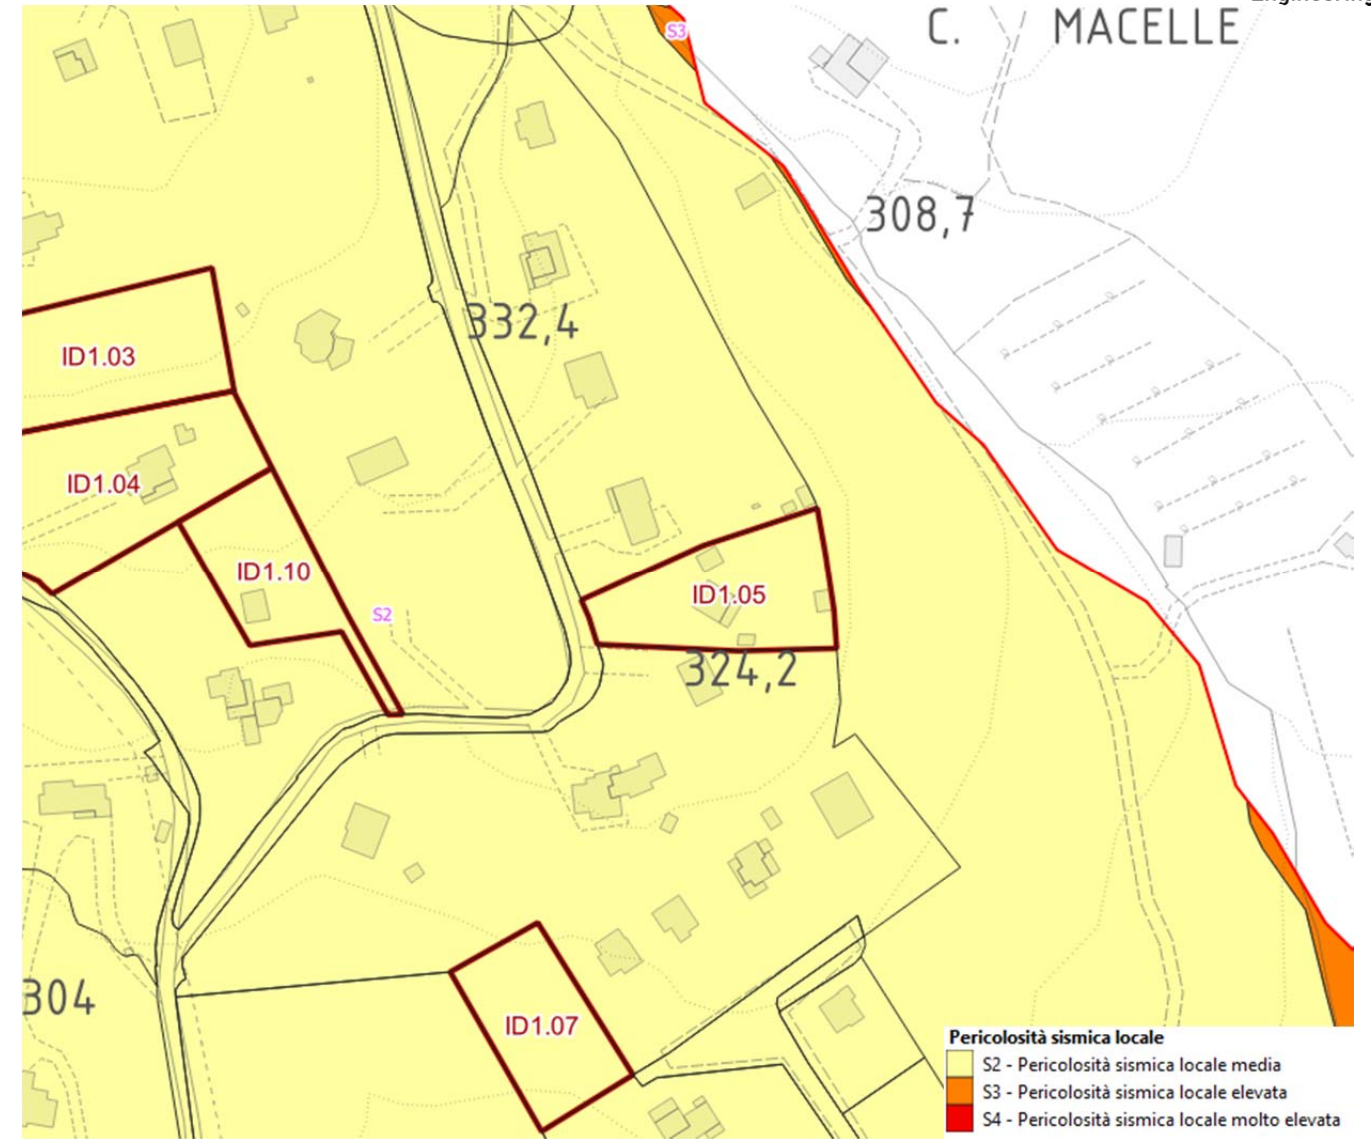 Engineering
S3
C. MACELLE
308,7
332,4
ID1.03
ID1.04
ID1.10
S2
ID1.05
324,2
304
ID1.07
Pericolosità sismica locale
S2 - Pericolosità sismica locale media
S3 - Pericolosità sismica locale elevata
S4 - Pericolosità sismica locale molto elevata